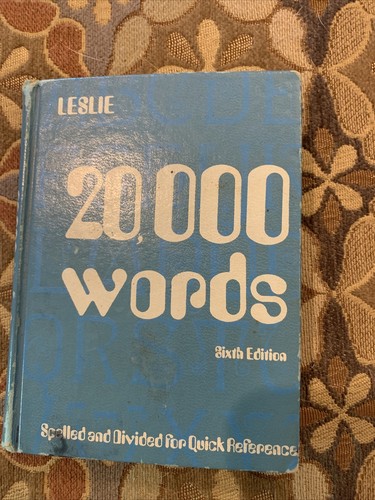 LESLIE
20,000
words
Sixth Edition
Spelled and Divided for Quick Reference